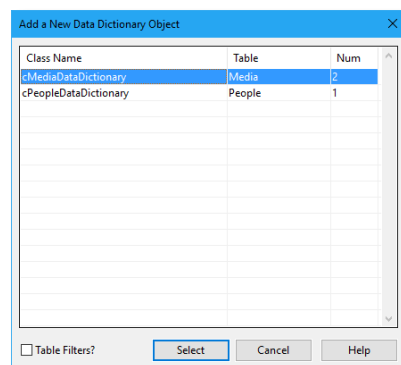 Add a New Data Dictionary Object
Class Name Table Num
cMediaDataDictionary Media 2
cPeopleDataDictionary People 1
Table Filters? Select Cancel Help